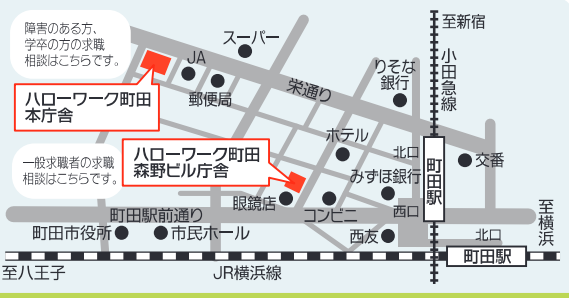 障害のある方、
学卒の方の求職
相談はこちらです。
ハローワーク町田
本庁舎
JA
郵便局
スーパー
栄通り
りそな
銀行
至新宿
小田急線
一般求職者の求職
相談はこちらです。
ハローワーク町田
森野ビル庁舎
ホテル
北口
町田駅
交番
みずほ銀行
眼鏡店
コンビニ
西口
町田駅前通り
町田市役所
市民ホール
西友
北口
至横浜
町田駅
至八王子
JR横浜線